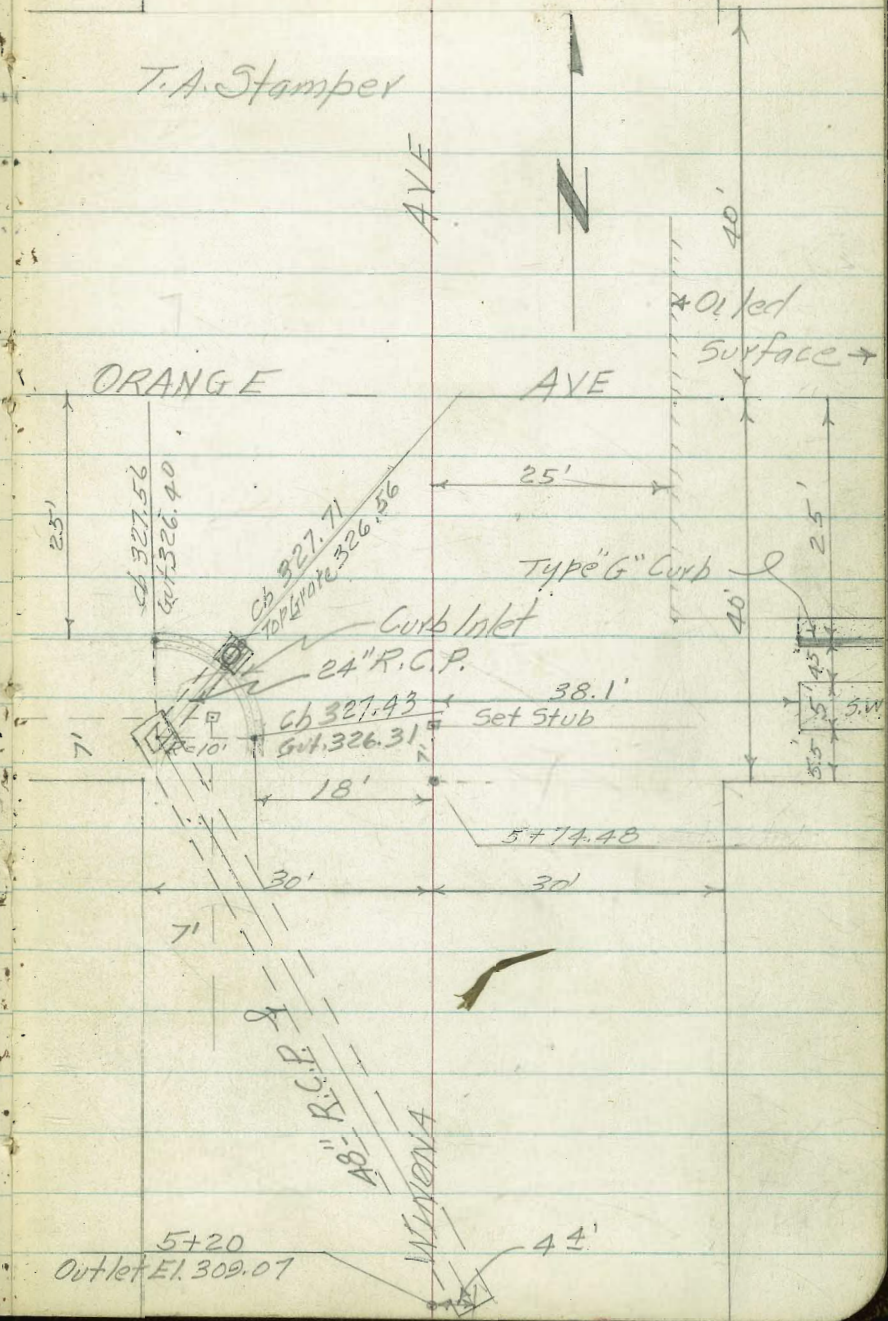 T.A. Stamper
AVE
N
40'
Oiled
Surface
ORANGE AVE
25'
25'
25'
Cb 327.56
Gut 326.40
Cb 327.71
Top Grate 326.56
Type "G" Curb
40'
Curb Inlet
24" R.C.P.
38.1'
Set Stub
Cb 327.43
Gut. 326.31
R=10'
7'
7'
4.5'
5'
S.W
5.5'
18'
5+74.48
30' 30'
7'
48" R.C.P.
WINONA
5+20
Outlet El. 309.07
4 ±'